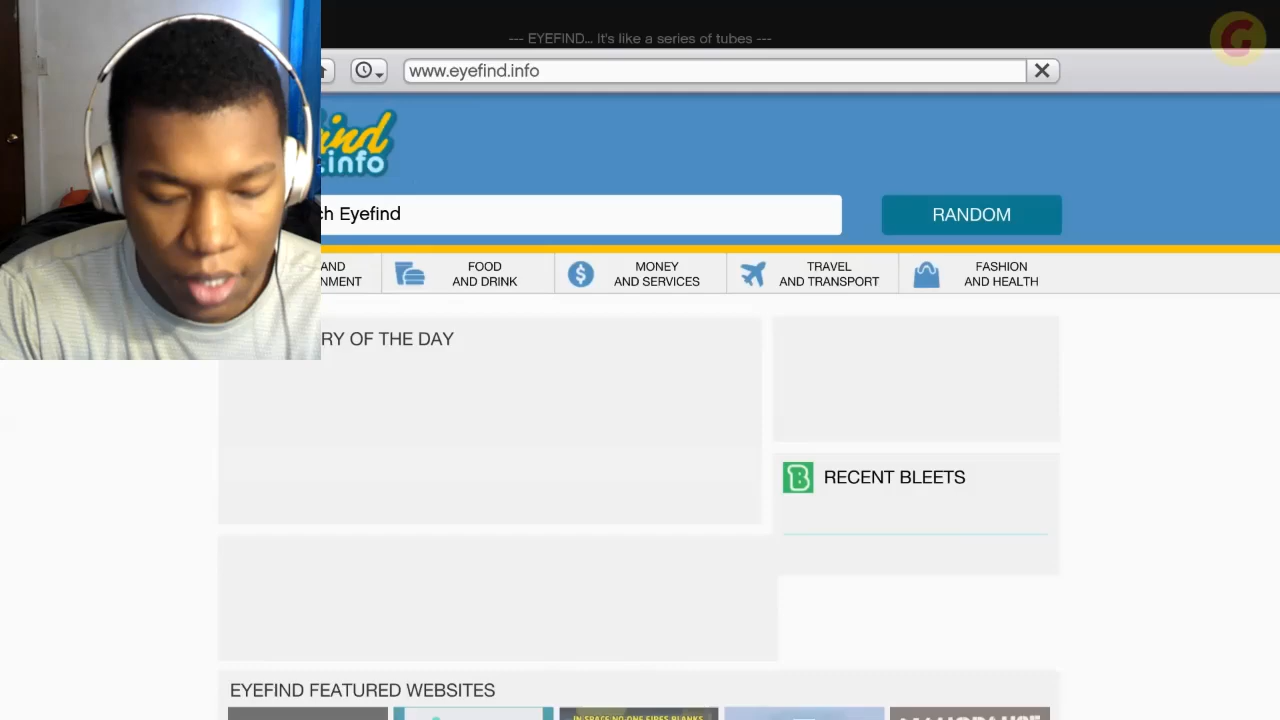 --- EYEFIND... It's like a series of tubes ---
www.eyefind.info
ind
.info
ch Eyefind
RANDOM
AND
NMENT
FOOD
AND DRINK
MONEY
AND SERVICES
TRAVEL
AND TRANSPORT
FASHION
AND HEALTH
RY OF THE DAY
B RECENT BLEETS
EYEFIND FEATURED WEBSITES
IN SPACE NO ONE FIRES BLANKS
G